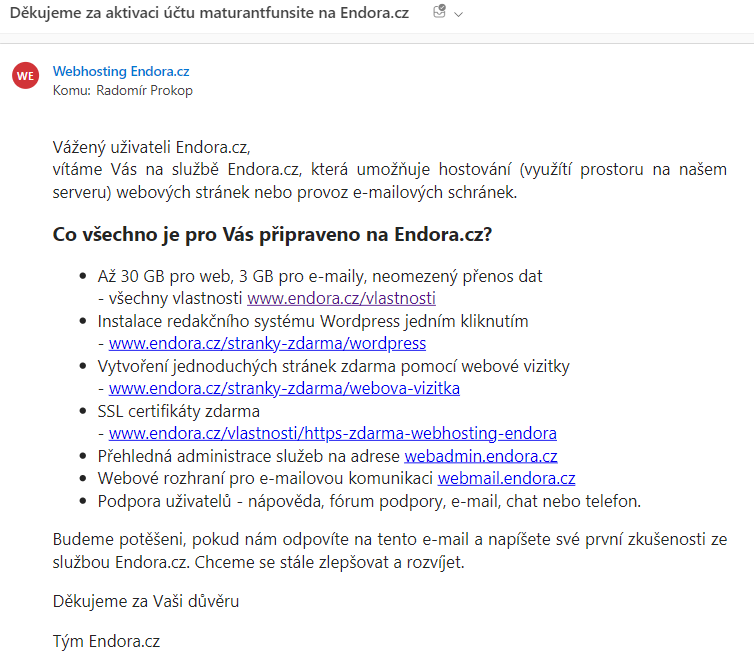 Děkujeme za aktivaci účtu maturantfunsite na Endora.cz
WE
Webhosting Endora.cz
Komu: Radomír Prokop
Vážený uživateli Endora.cz,
vítáme Vás na službě Endora.cz, která umožňuje hostování (využítí prostoru na našem
serveru) webových stránek nebo provoz e-mailových schránek.
Co všechno je pro Vás připraveno na Endora.cz?
• Až 30 GB pro web, 3 GB pro e-maily, neomezený přenos dat
- všechny vlastnosti www.endora.cz/vlastnosti
• Instalace redakčního systému Wordpress jedním kliknutím
- www.endora.cz/stranky-zdarma/wordpress
• Vytvoření jednoduchých stránek zdarma pomocí webové vizitky
- www.endora.cz/stranky-zdarma/webova-vizitka
• SSL certifikáty zdarma
- www.endora.cz/vlastnosti/https-zdarma-webhosting-endora
• Přehledná administrace služeb na adrese webadmin.endora.cz
• Webové rozhraní pro e-mailovou komunikaci webmail.endora.cz
• Podpora uživatelů - nápověda, fórum podpory, e-mail, chat nebo telefon.
Budeme potěšeni, pokud nám odpovíte na tento e-mail a napíšete své první zkušenosti ze
službou Endora.cz. Chceme se stále zlepšovat a rozvíjet.
Děkujeme za Vaši důvěru
Tým Endora.cz